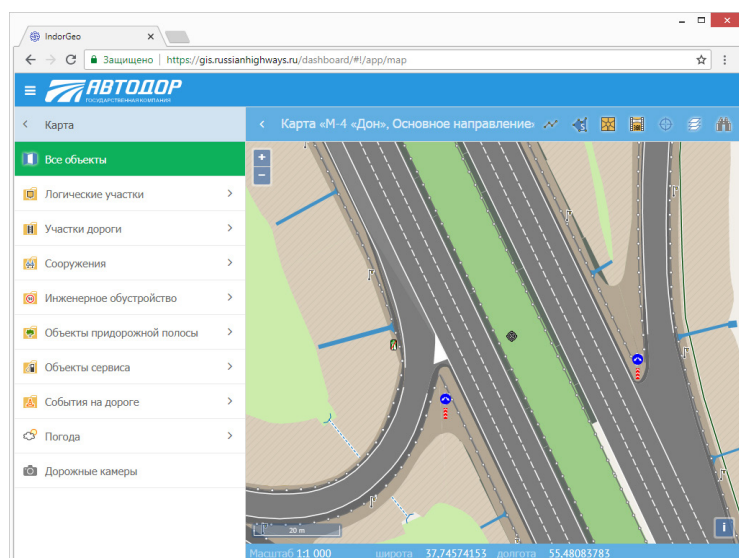 IndorGeo
Защищено | https://gis.russianhighways.ru/dashboard/#!/app/map
АВТОДОР
ГОСУДАРСТВЕННАЯ КОМПАНИЯ
Карта
Карта «М-4 «Дон», Основное направление
Все объекты
Логические участки
Участки дороги
Сооружения
Инженерное обустройство
Объекты придорожной полосы
Объекты сервиса
События на дороге
Погода
Дорожные камеры
20 m
Масштаб 1:1 000 широта 37,74574153 долгота 55,48083783